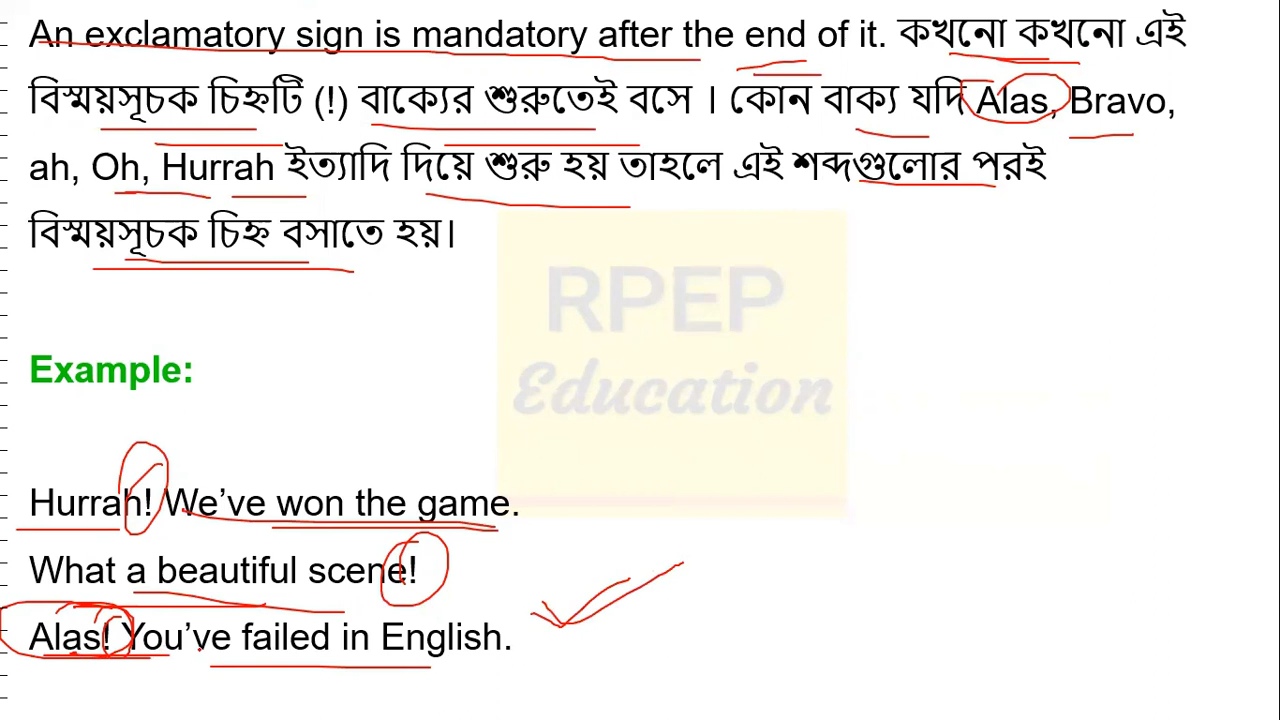 An exclamatory sign is mandatory after the end of it. কখনো কখনো এই
বিস্ময়সূচক চিহ্নটি (!) বাক্যের শুরুতেই বসে । কোন বাক্য যদি Alas, Bravo,
ah, Oh, Hurrah ইত্যাদি দিয়ে শুরু হয় তাহলে এই শব্দগুলোর পরই
বিস্ময়সূচক চিহ্ন বসাতে হয়।
RPEP
Education
Example:
Hurrah! We’ve won the game.
What a beautiful scene!
Alas! You’ve failed in English.